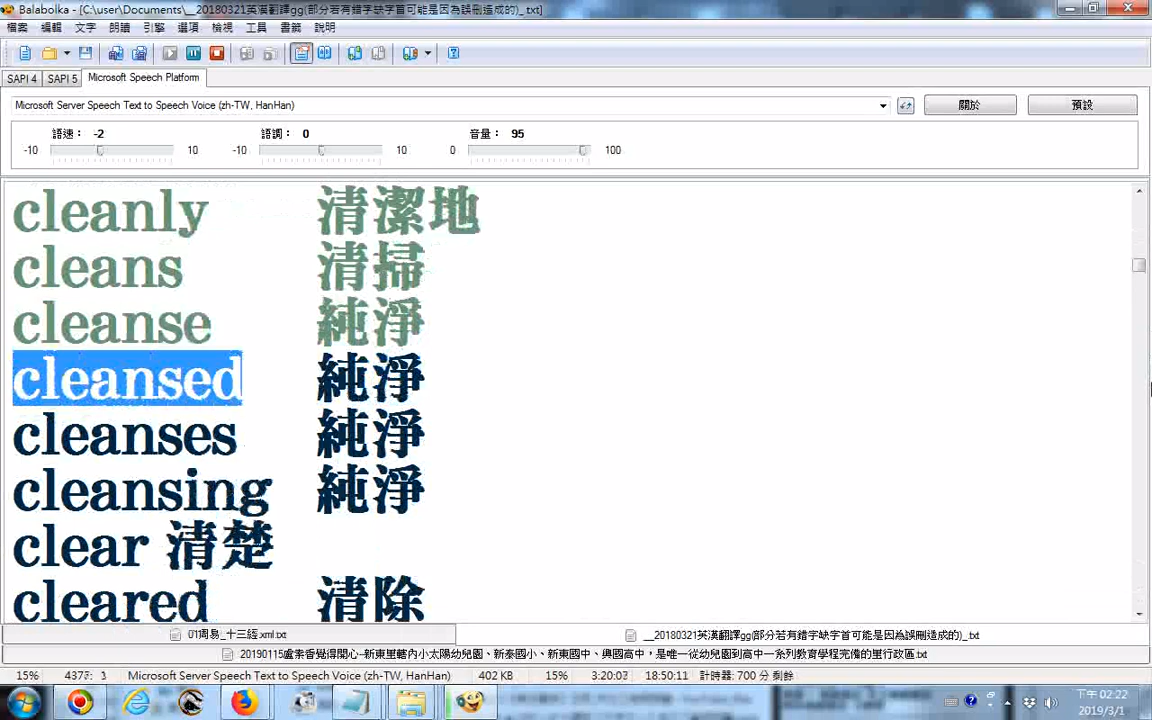 Balabolka - [C:\user\Documents\__20180321英漢翻譯gg(部分若有錯字缺字首可能是因為誤刪造成的)_.txt]
檔案 編輯 文字 朗讀 引擎 選項 檢視 工具 書籤 說明
SAPI 4 SAPI 5 Microsoft Speech Platform
Microsoft Server Speech Text to Speech Voice (zh-TW, HanHan) 關於 預設
語速： -2 語調： 0 音量： 95
-10 10 -10 10 0 100
cleanly 清潔地
cleans 清掃
cleanse 純淨
cleansed 純淨
cleanses 純淨
cleansing 純淨
clear 清楚
cleared 清除
01周易_十三經.xml.txt __20180321英漢翻譯gg(部分若有錯字缺字首可能是因為誤刪造成的)_.txt
20190115盧素香覺得開心-新東里轄內小太陽幼兒園、新泰國小、新東國中、興國高中，是唯一從幼兒園到高中一系列教育學程完備的里行政區.txt
15% 4373: 1 Microsoft Server Speech Text to Speech Voice (zh-TW, HanHan) 402 KB 15% 3:20:03 18:50:11 計時器: 700 分 剩餘
下午 02:22
2019/3/1